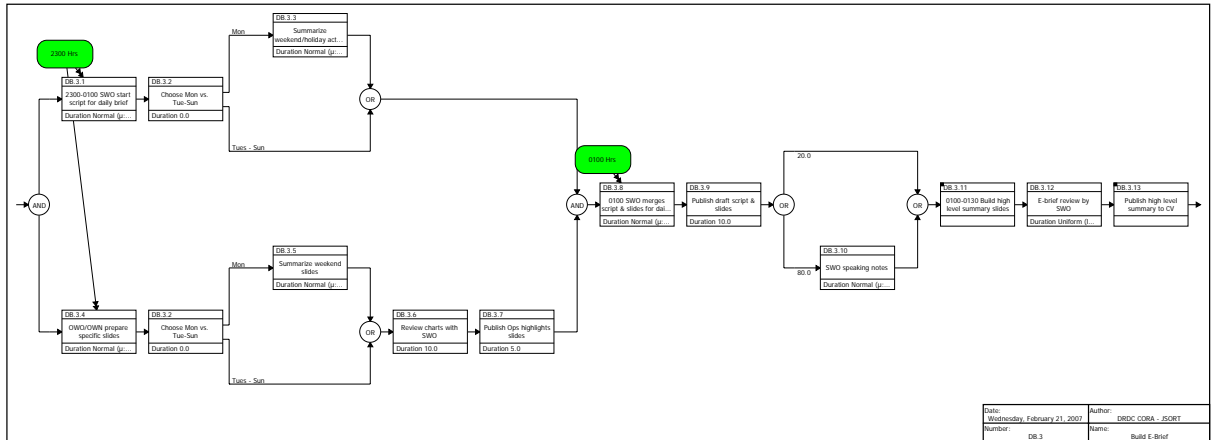 DB.3.3
Mon
Summarize
weekend/holiday act...
Duration Normal (µ:...
2300 Hrs
DB.3.1
2300-0100 SWO start
script for daily brief
Duration Normal (µ:...
DB.3.2
Choose Mon vs.
Tue-Sun
Duration 0.0
OR
Tues - Sun
0100 Hrs
AND
AND
DB.3.8
0100 SWO merges
script & slides for dai...
Duration Normal (µ:...
DB.3.9
Publish draft script &
slides
Duration 10.0
OR
20.0
80.0
DB.3.10
SWO speaking notes
Duration Normal (µ:...
OR
DB.3.11
0100-0130 Build high
level summary slides
DB.3.12
E-brief review by
SWO
Duration Uniform (l...
DB.3.13
Publish high level
summary to CV
DB.3.5
Mon
Summarize weekend
slides
Duration Normal (µ:...
DB.3.4
OWO/OWN prepare
specific slides
Duration Normal (µ:...
DB.3.2
Choose Mon vs.
Tue-Sun
Duration 0.0
OR
Tues - Sun
DB.3.6
Review charts with
SWO
Duration 10.0
DB.3.7
Publish Ops highlights
slides
Duration 5.0
Date:
Wednesday, February 21, 2007
Author:
DRDC CORA - JSORT
Number:
DB.3
Name:
Build E-Brief